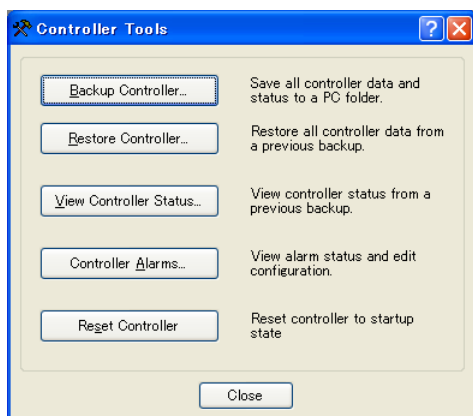 Controller Tools
Backup Controller...
Save all controller data and
status to a PC folder.
Restore Controller...
Restore all controller data from
a previous backup.
View Controller Status...
View controller status from a
previous backup.
Controller Alarms...
View alarm status and edit
configuration.
Reset Controller
Reset controller to startup
state
Close